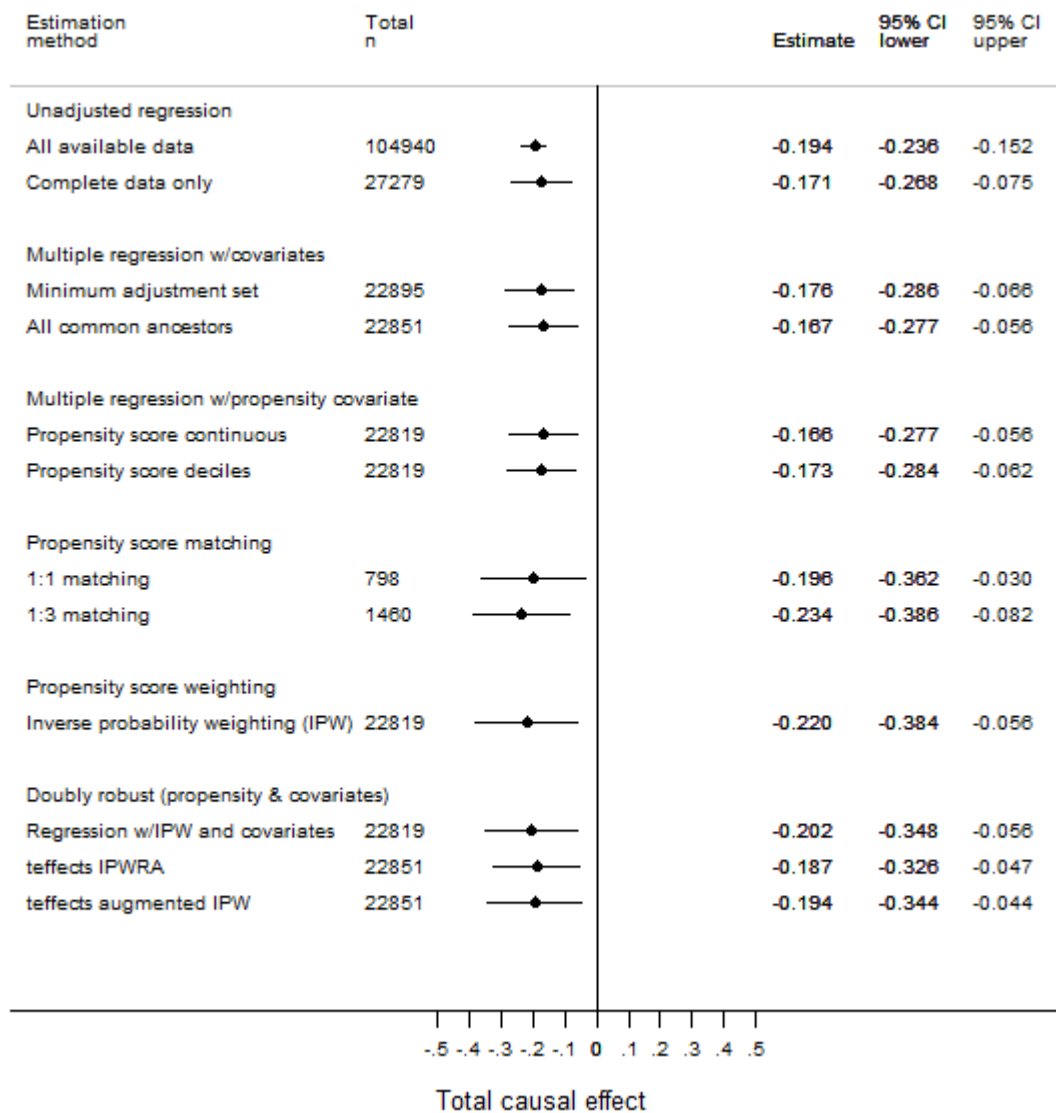 Estimation Total 95% CI 95% CI
method n Estimate lower upper
Unadjusted regression
All available data 104940 -0.194 -0.236 -0.152
Complete data only 27279 -0.171 -0.268 -0.075
Multiple regression w/covariates
Minimum adjustment set 22895 -0.176 -0.286 -0.066
All common ancestors 22851 -0.167 -0.277 -0.056
Multiple regression w/propensity covariate
Propensity score continuous 22819 -0.166 -0.277 -0.056
Propensity score deciles 22819 -0.173 -0.284 -0.062
Propensity score matching
1:1 matching 798 -0.196 -0.362 -0.030
1:3 matching 1460 -0.234 -0.386 -0.082
Propensity score weighting
Inverse probability weighting (IPW) 22819 -0.220 -0.384 -0.056
Doubly robust (propensity & covariates)
Regression w/IPW and covariates 22819 -0.202 -0.348 -0.056
teffects IPWRA 22851 -0.187 -0.326 -0.047
teffects augmented IPW 22851 -0.194 -0.344 -0.044
-.5 -.4 -.3 -.2 -.1 0 .1 .2 .3 .4 .5
Total causal effect